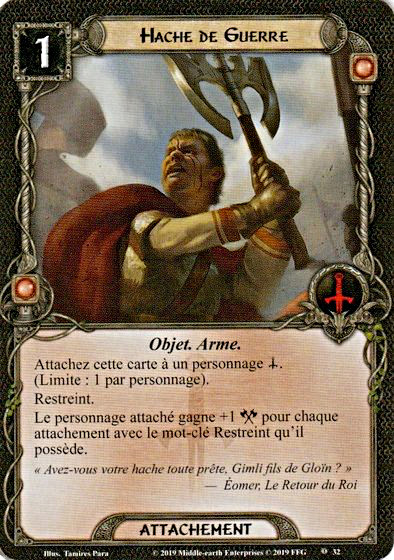 1
HACHE DE GUERRE
Objet. Arme.
Attachez cette carte à un personnage .
(Limite : 1 par personnage).
Restreint.
Le personnage attaché gagne +1 pour chaque
attachement avec le mot-clé Restreint qu'il
possède.
« Avez-vous votre hache toute prête, Gimli fils de Gloïn ? »
— Éomer, Le Retour du Roi
ATTACHEMENT
Illus. Tamires Para © 2019 Middle-earth Enterprises © 2019 FFG 32